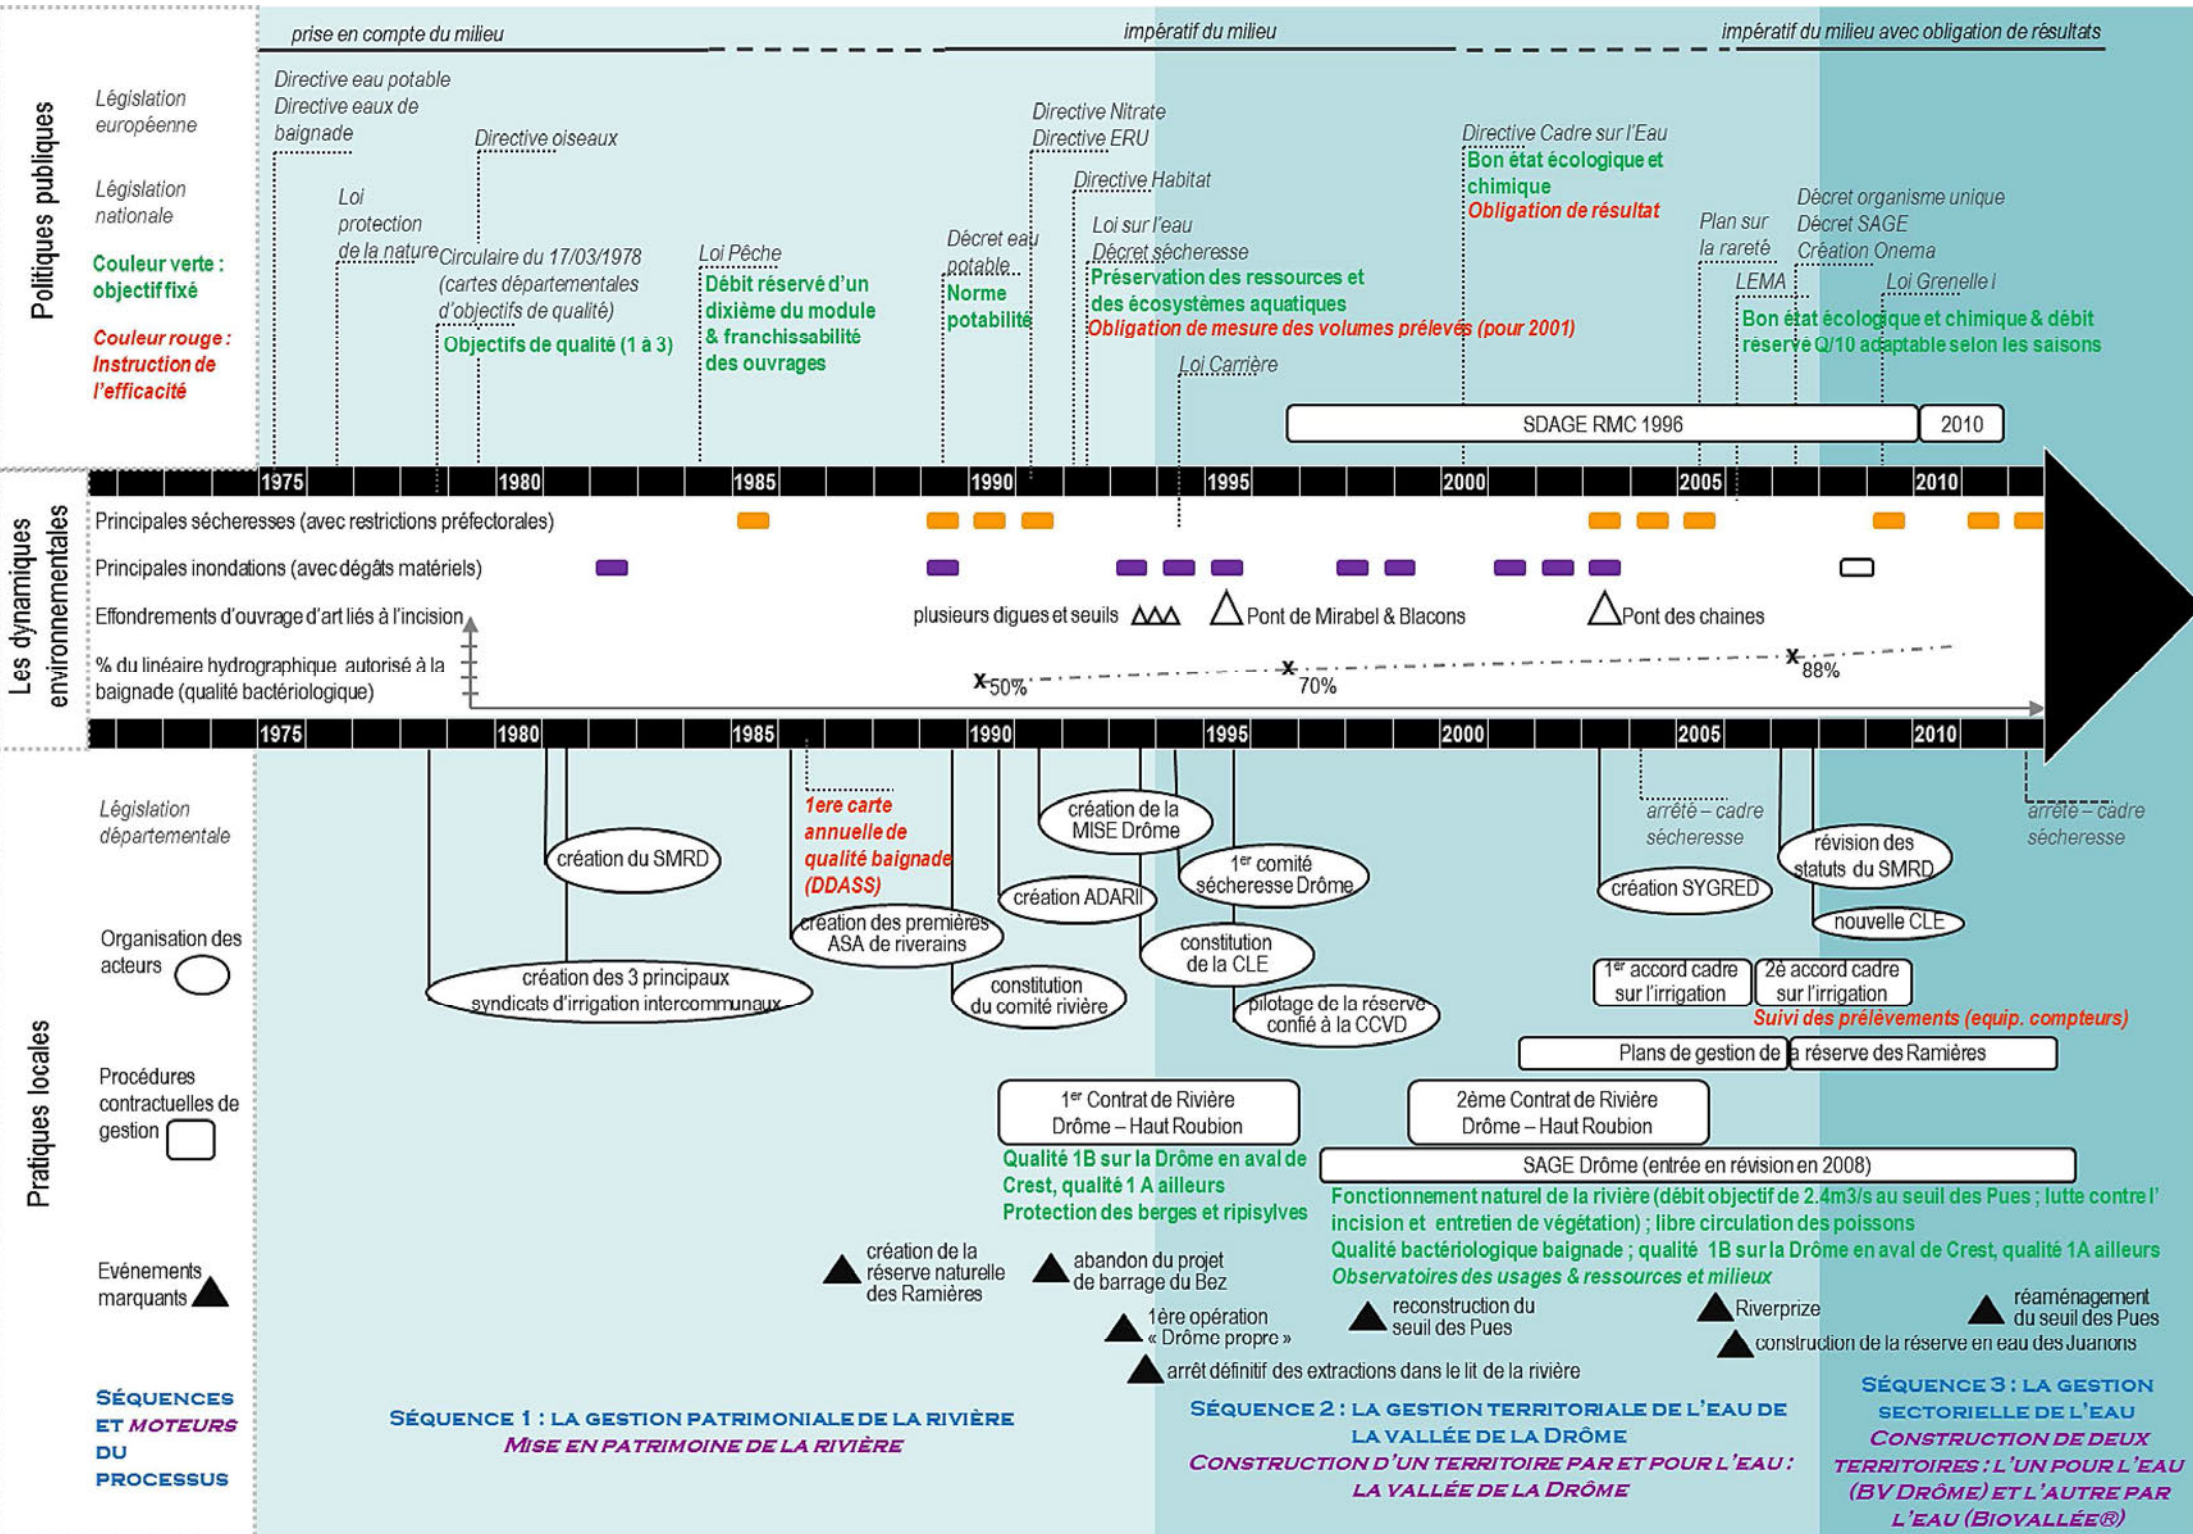 prise en compte du milieu
impératif du milieu
impératif du milieu avec obligation de résultats
Politiques publiques
Législation
européenne
Législation
nationale
Couleur verte :
objectif fixé
Couleur rouge :
Instruction de
l'efficacité
Directive eau potable
Directive eaux de
baignade
Loi
protection
de la nature
Directive oiseaux
Circulaire du 17/03/1978
(cartes départementales
d'objectifs de qualité)
Objectifs de qualité (1 à 3)
Loi Pêche
Débit réservé d'un
dixième du module
& franchissabilité
des ouvrages
Décret eau
potable
Norme
potabilité
Directive Nitrate
Directive ERU
Directive Habitat
Loi sur l'eau
Décret sécheresse
Préservation des ressources et
des écosystèmes aquatiques
Obligation de mesure des volumes prélevés (pour 2001)
Loi Carrière
Directive Cadre sur l'Eau
Bon état écologique et
chimique
Obligation de résultat
Plan sur
la rareté
LEMA
Décret organisme unique
Décret SAGE
Création Onema
Loi Grenelle I
Bon état écologique et chimique & débit
réservé Q/10 adaptable selon les saisons
SDAGE RMC 1996
2010
1975 1980 1985 1990 1995 2000 2005 2010
Les dynamiques
environnementales
Principales sécheresses (avec restrictions préfectorales)
Principales inondations (avec dégâts matériels)
Effondrements d'ouvrage d'art liés à l'incision
plusieurs digues et seuils
Pont de Mirabel & Blacons
Pont des chaines
% du linéaire hydrographique autorisé à la
baignade (qualité bactériologique)
x 50%
x 70%
x 88%
1975 1980 1985 1990 1995 2000 2005 2010
Pratiques locales
Législation
départementale
Organisation des
acteurs
Procédures
contractuelles de
gestion
Evénements
marquants
création du SMRD
création des 3 principaux
syndicats d'irrigation intercommunaux
1ere carte
annuelle de
qualité baignade
(DDASS)
création des premières
ASA de riverains
constitution
du comité rivière
création de la
MISE Drôme
création ADARII
1er comité
sécheresse Drôme
constitution
de la CLE
pilotage de la réserve
confié à la CCVD
arrêté – cadre
sécheresse
création SYGRED
révision des
statuts du SMRD
nouvelle CLE
arrêté – cadre
sécheresse
1er accord cadre
sur l'irrigation
2è accord cadre
sur l'irrigation
Suivi des prélèvements (equip. compteurs)
Plans de gestion de la réserve des Ramières
1er Contrat de Rivière
Drôme – Haut Roubion
2ème Contrat de Rivière
Drôme – Haut Roubion
Qualité 1B sur la Drôme en aval de
Crest, qualité 1 A ailleurs
Protection des berges et ripisylves
SAGE Drôme (entrée en révision en 2008)
Fonctionnement naturel de la rivière (débit objectif de 2.4m3/s au seuil des Pues ; lutte contre l'
incision et entretien de végétation) ; libre circulation des poissons
Qualité bactériologique baignade ; qualité 1B sur la Drôme en aval de Crest, qualité 1A ailleurs
Observatoires des usages & ressources et milieux
création de la
réserve naturelle
des Ramières
abandon du projet
de barrage du Bez
1ère opération
« Drôme propre »
arrêt définitif des extractions dans le lit de la rivière
reconstruction du
seuil des Pues
Riverprize
construction de la réserve en eau des Juanons
réaménagement
du seuil des Pues
SÉQUENCES
ET MOTEURS
DU
PROCESSUS
SÉQUENCE 1 : LA GESTION PATRIMONIALE DE LA RIVIÈRE
MISE EN PATRIMOINE DE LA RIVIÈRE
SÉQUENCE 2 : LA GESTION TERRITORIALE DE L'EAU DE
LA VALLÉE DE LA DRÔME
CONSTRUCTION D'UN TERRITOIRE PAR ET POUR L'EAU :
LA VALLÉE DE LA DRÔME
SÉQUENCE 3 : LA GESTION
SECTORIELLE DE L'EAU
CONSTRUCTION DE DEUX
TERRITOIRES : L'UN POUR L'EAU
(BV DRÔME) ET L'AUTRE PAR
L'EAU (BIOVALLÉE®)